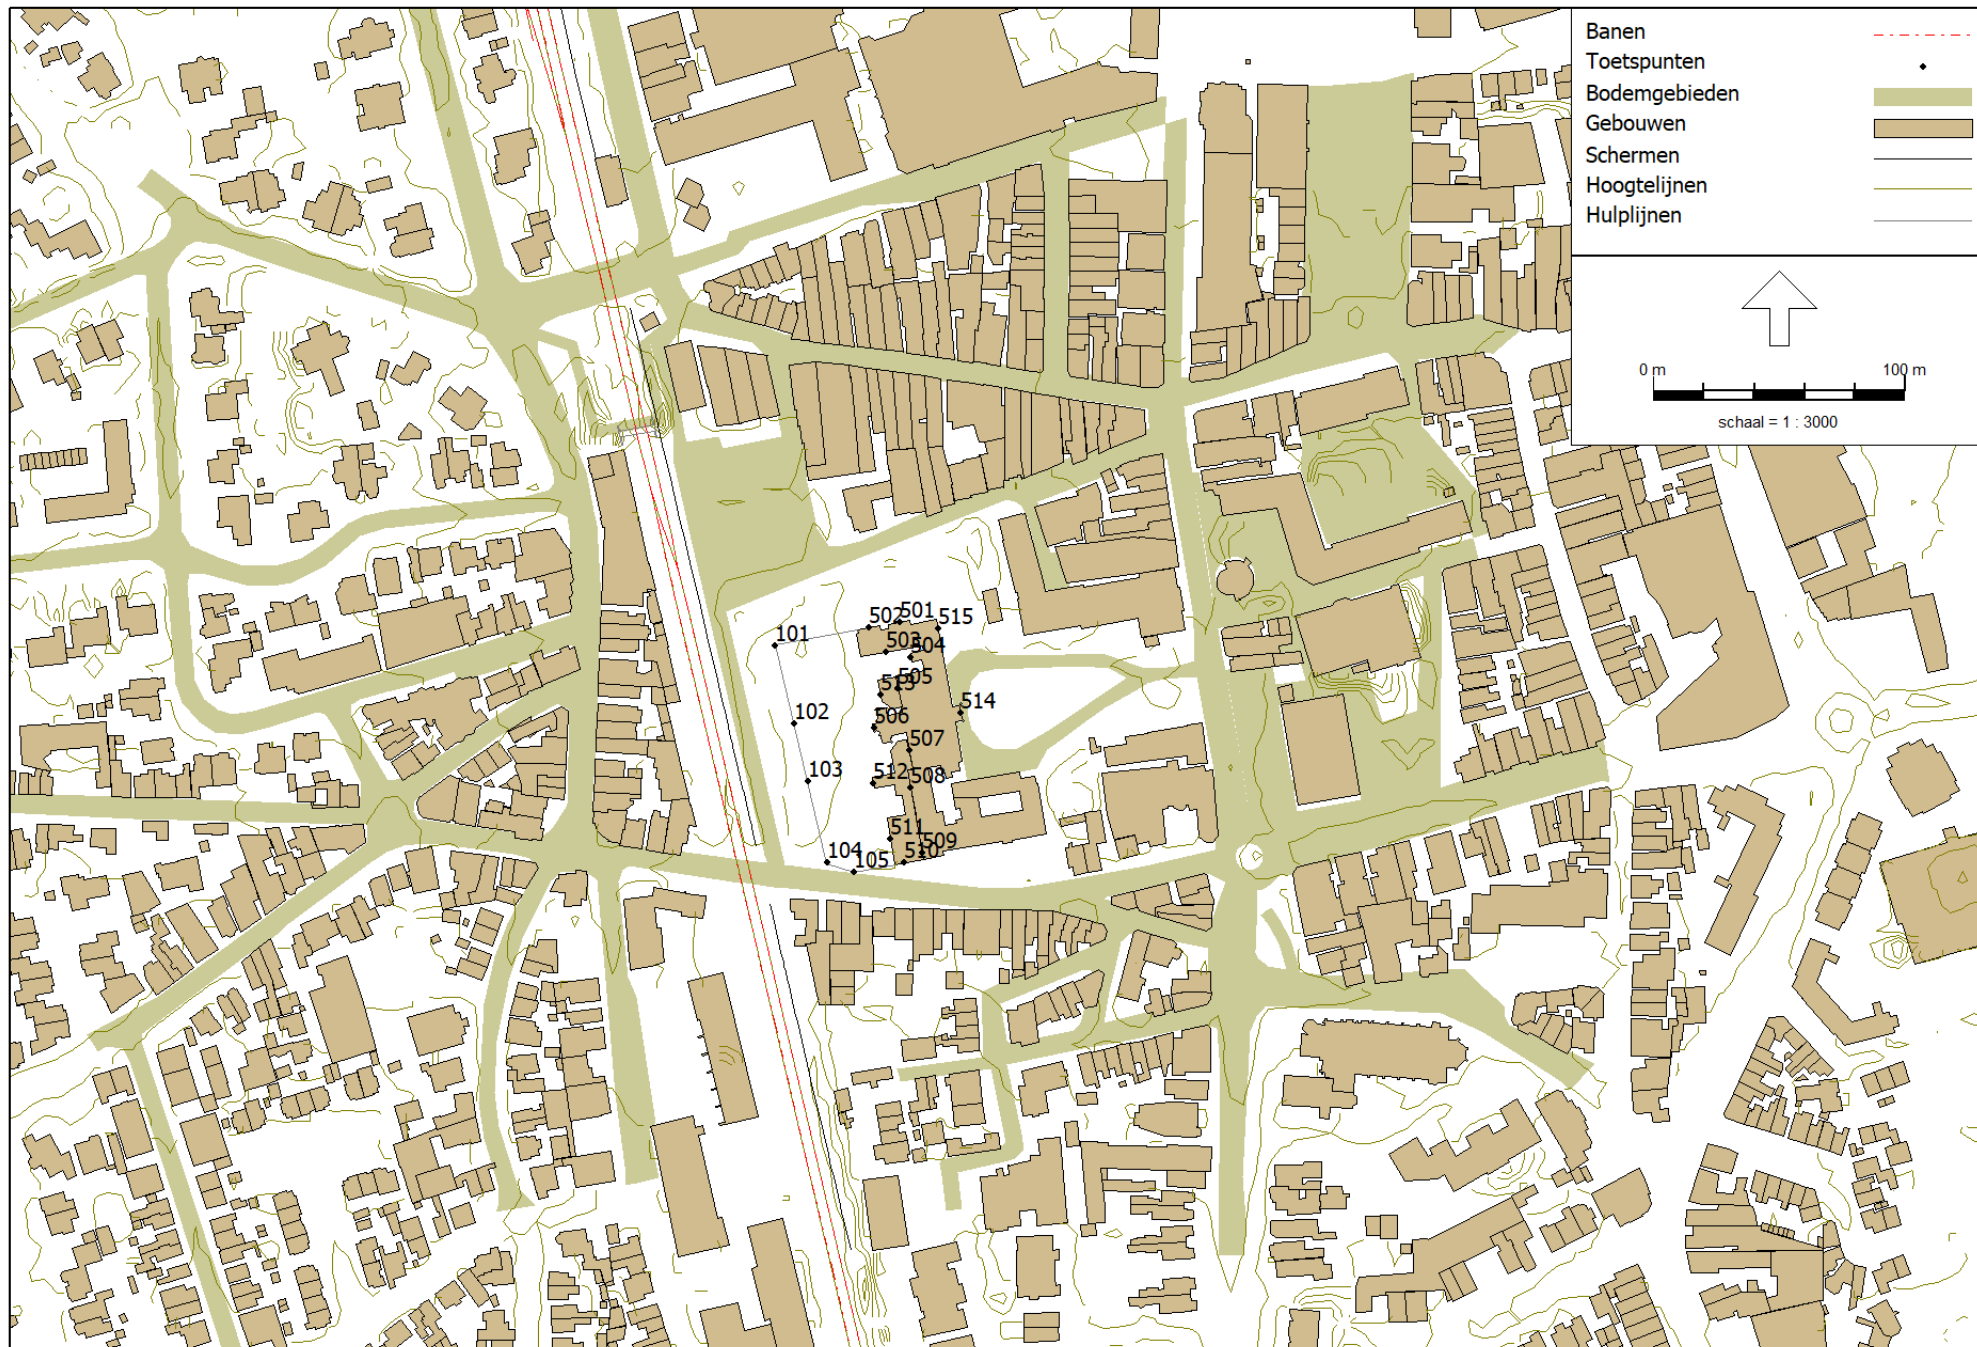 Banen
Toetspunten
Bodemgebieden
Gebouwen
Schermen
Hoogtelijnen
Hulplijnen
0 m 100 m
schaal = 1 : 3000
501
502
515
101
503
504
505
513
514
102
506
507
103
512
508
511
509
104
510
105